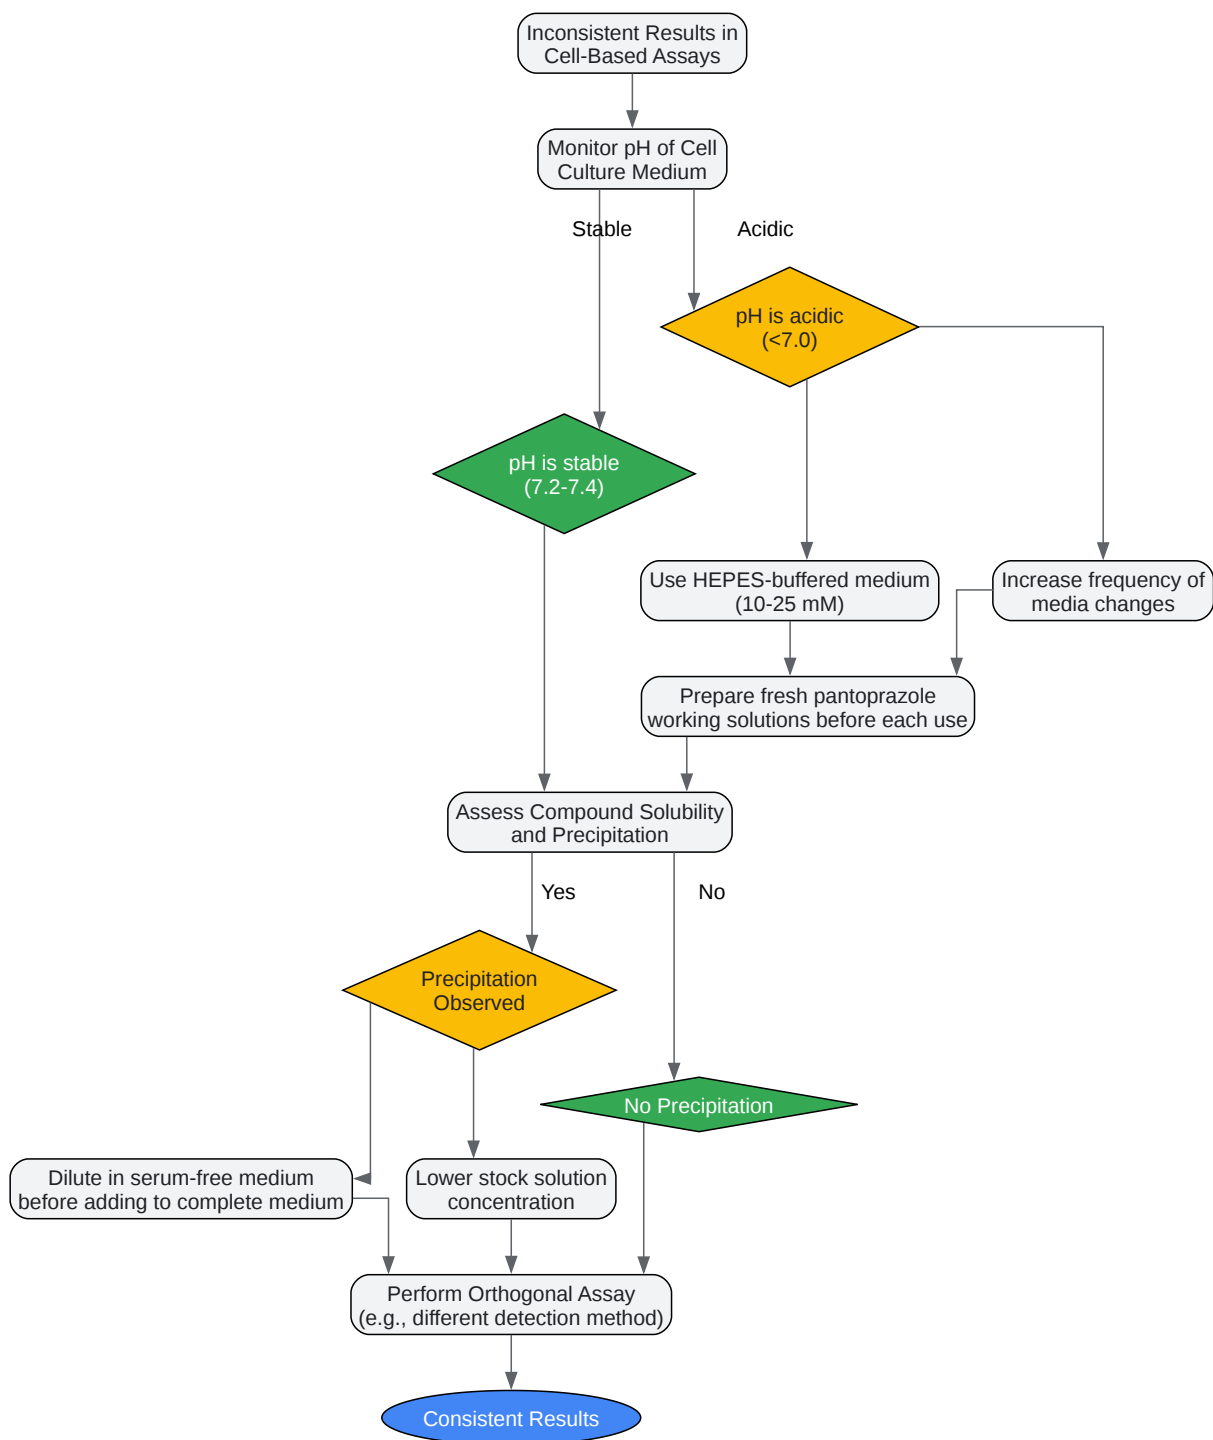 Inconsistent Results in
Cell-Based Assays
Monitor pH of Cell
Culture Medium
Stable
Acidic
pH is acidic
(<7.0)
pH is stable
(7.2-7.4)
Use HEPES-buffered medium
(10-25 mM)
Increase frequency of
media changes
Prepare fresh pantoprazole
working solutions before each use
Assess Compound Solubility
and Precipitation
Yes
No
Precipitation
Observed
No Precipitation
Dilute in serum-free medium
before adding to complete medium
Lower stock solution
concentration
Perform Orthogonal Assay
(e.g., different detection method)
Consistent Results